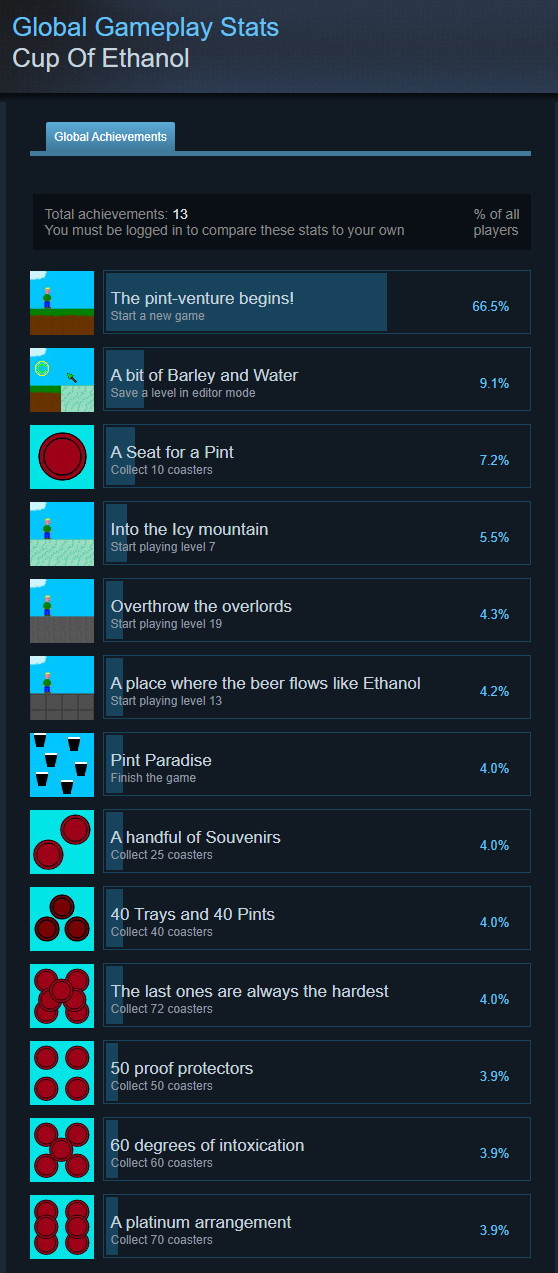 Global Gameplay Stats
Cup Of Ethanol
Global Achievements
Total achievements: 13
You must be logged in to compare these stats to your own
% of all
players
The pint-venture begins!
Start a new game
66.5%
A bit of Barley and Water
Save a level in editor mode
9.1%
A Seat for a Pint
Collect 10 coasters
7.2%
Into the Icy mountain
Start playing level 7
5.5%
Overthrow the overlords
Start playing level 19
4.3%
A place where the beer flows like Ethanol
Start playing level 13
4.2%
Pint Paradise
Finish the game
4.0%
A handful of Souvenirs
Collect 25 coasters
4.0%
40 Trays and 40 Pints
Collect 40 coasters
4.0%
The last ones are always the hardest
Collect 72 coasters
4.0%
50 proof protectors
Collect 50 coasters
3.9%
60 degrees of intoxication
Collect 60 coasters
3.9%
A platinum arrangement
Collect 70 coasters
3.9%